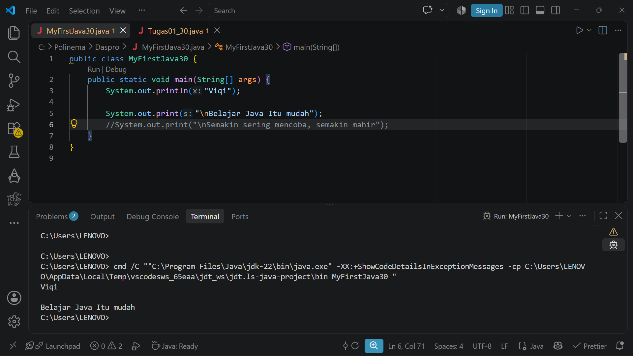 File Edit Selection View ··· Search Sign In
J MyFirstJava30.java 1 × J Tugas01_30.java 1 ×
C: > Polinema > Daspro > J MyFirstJava30.java > MyFirstJava30 > main(String[])
1 public class MyFirstJava30 {
Run | Debug
2 public static void main(String[] args) {
3 System.out.println(x:"Viqi");
4
5 System.out.print(s:"\nBelajar Java Itu mudah");
6 //System.out.print("\nSemakin sering mencoba, semakin mahir");
7 }
8 }
9
Problems 3 Output Debug Console Terminal Ports Run: MyFirstJava30
C:\Users\LENOVO>
C:\Users\LENOVO>
C:\Users\LENOVO> cmd /C ""C:\Program Files\Java\jdk-22\bin\java.exe" -XX:+ShowCodeDetailsInExceptionMessages -cp C:\Users\LENOV
O\AppData\Local\Temp\vscodesws_65eaa\jdt_ws\jdt.ls-java-project\bin MyFirstJava30 "
Viqi
Belajar Java Itu mudah
C:\Users\LENOVO>
Launchpad 0 2 Java: Ready Ln 6, Col 71 Spaces: 4 UTF-8 LF Java Prettier